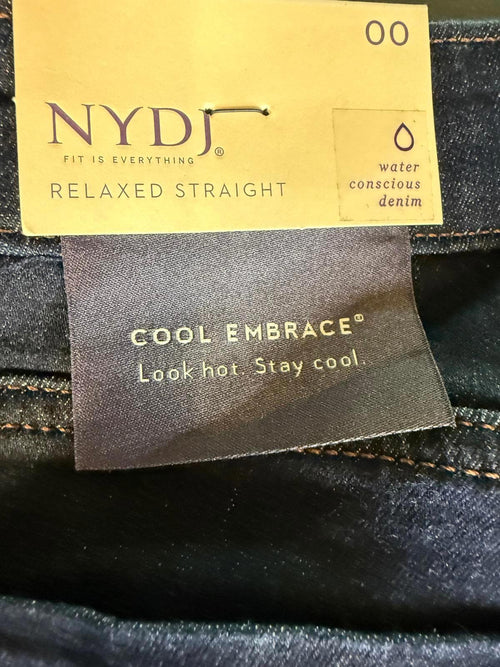 00
NYDJ®
FIT IS EVERYTHING
RELAXED STRAIGHT
water
conscious
denim
COOL EMBRACE®
Look hot. Stay cool.